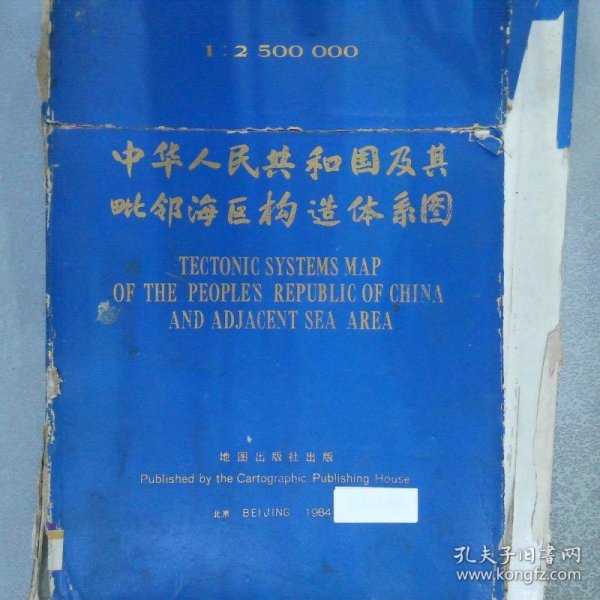 1:2 500 000
中华人民共和国及其
毗邻海区构造体系图
TECTONIC SYSTEMS MAP
OF THE PEOPLE'S REPUBLIC OF CHINA
AND ADJACENT SEA AREA
地图出版社出版
Published by the Cartographic Publishing House
北京 BEIJING 1984
孔夫子旧书网
www.kongfz.com